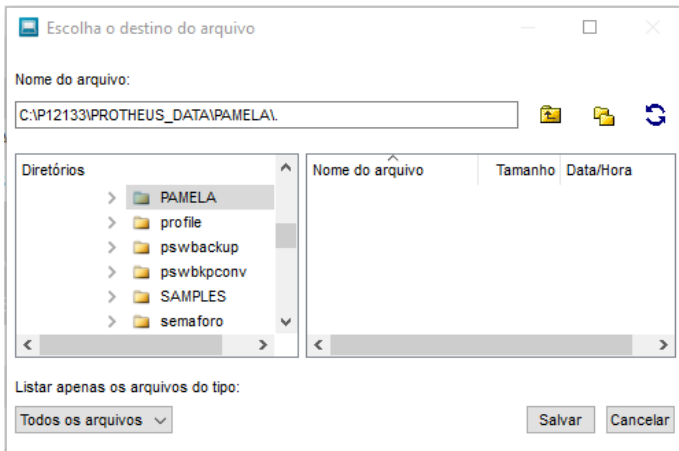 Escolha o destino do arquivo
Nome do arquivo:
C:\P12133\PROTHEUS_DATA\PAMELA\.
Diretórios
PAMELA
profile
pswbackup
pswbkpconv
SAMPLES
semaforo
Nome do arquivo Tamanho Data/Hora
Listar apenas os arquivos do tipo:
Todos os arquivos
Salvar Cancelar